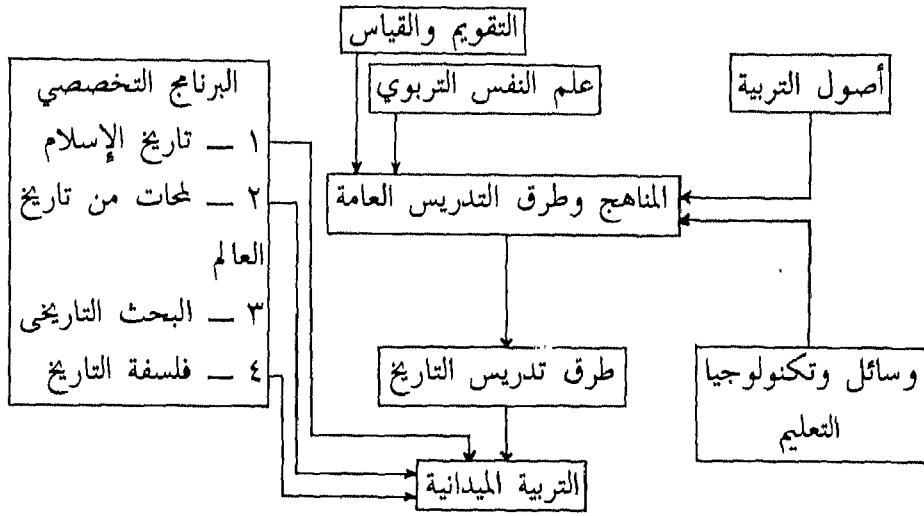 التقويم والقياس
علم النفس التربوي
أصول التربية
البرنامج التخصصي
١ — تاريخ الإسلام
٢ — لمحات من تاريخ
العالم
٣ — البحث التاريخى
٤ — فلسفة التاريخ
المناهج وطرق التدريس العامة
طرق تدريس التاريخ
وسائل وتكنولوجيا
التعليم
التربية الميدانية